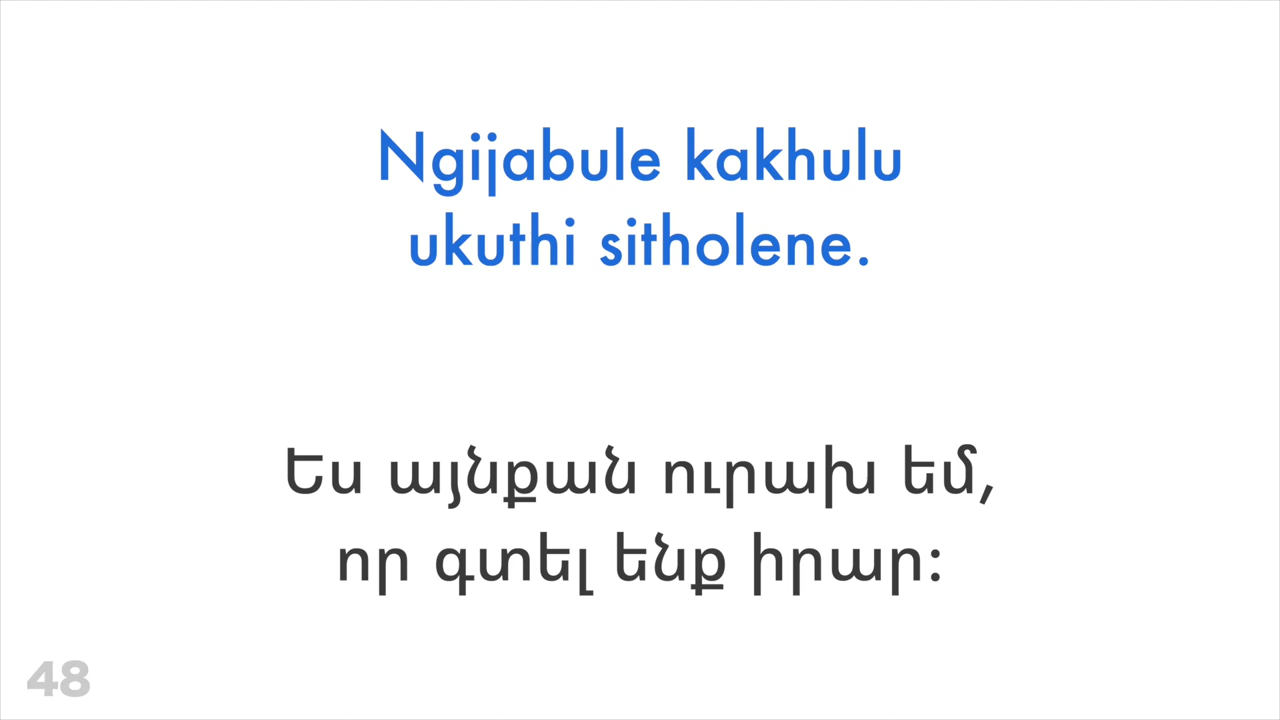 Ngijabule kakhulu
ukuthi sitholene.
Ես այնքան ուրախ եմ,
որ գտել ենք իրար:
48